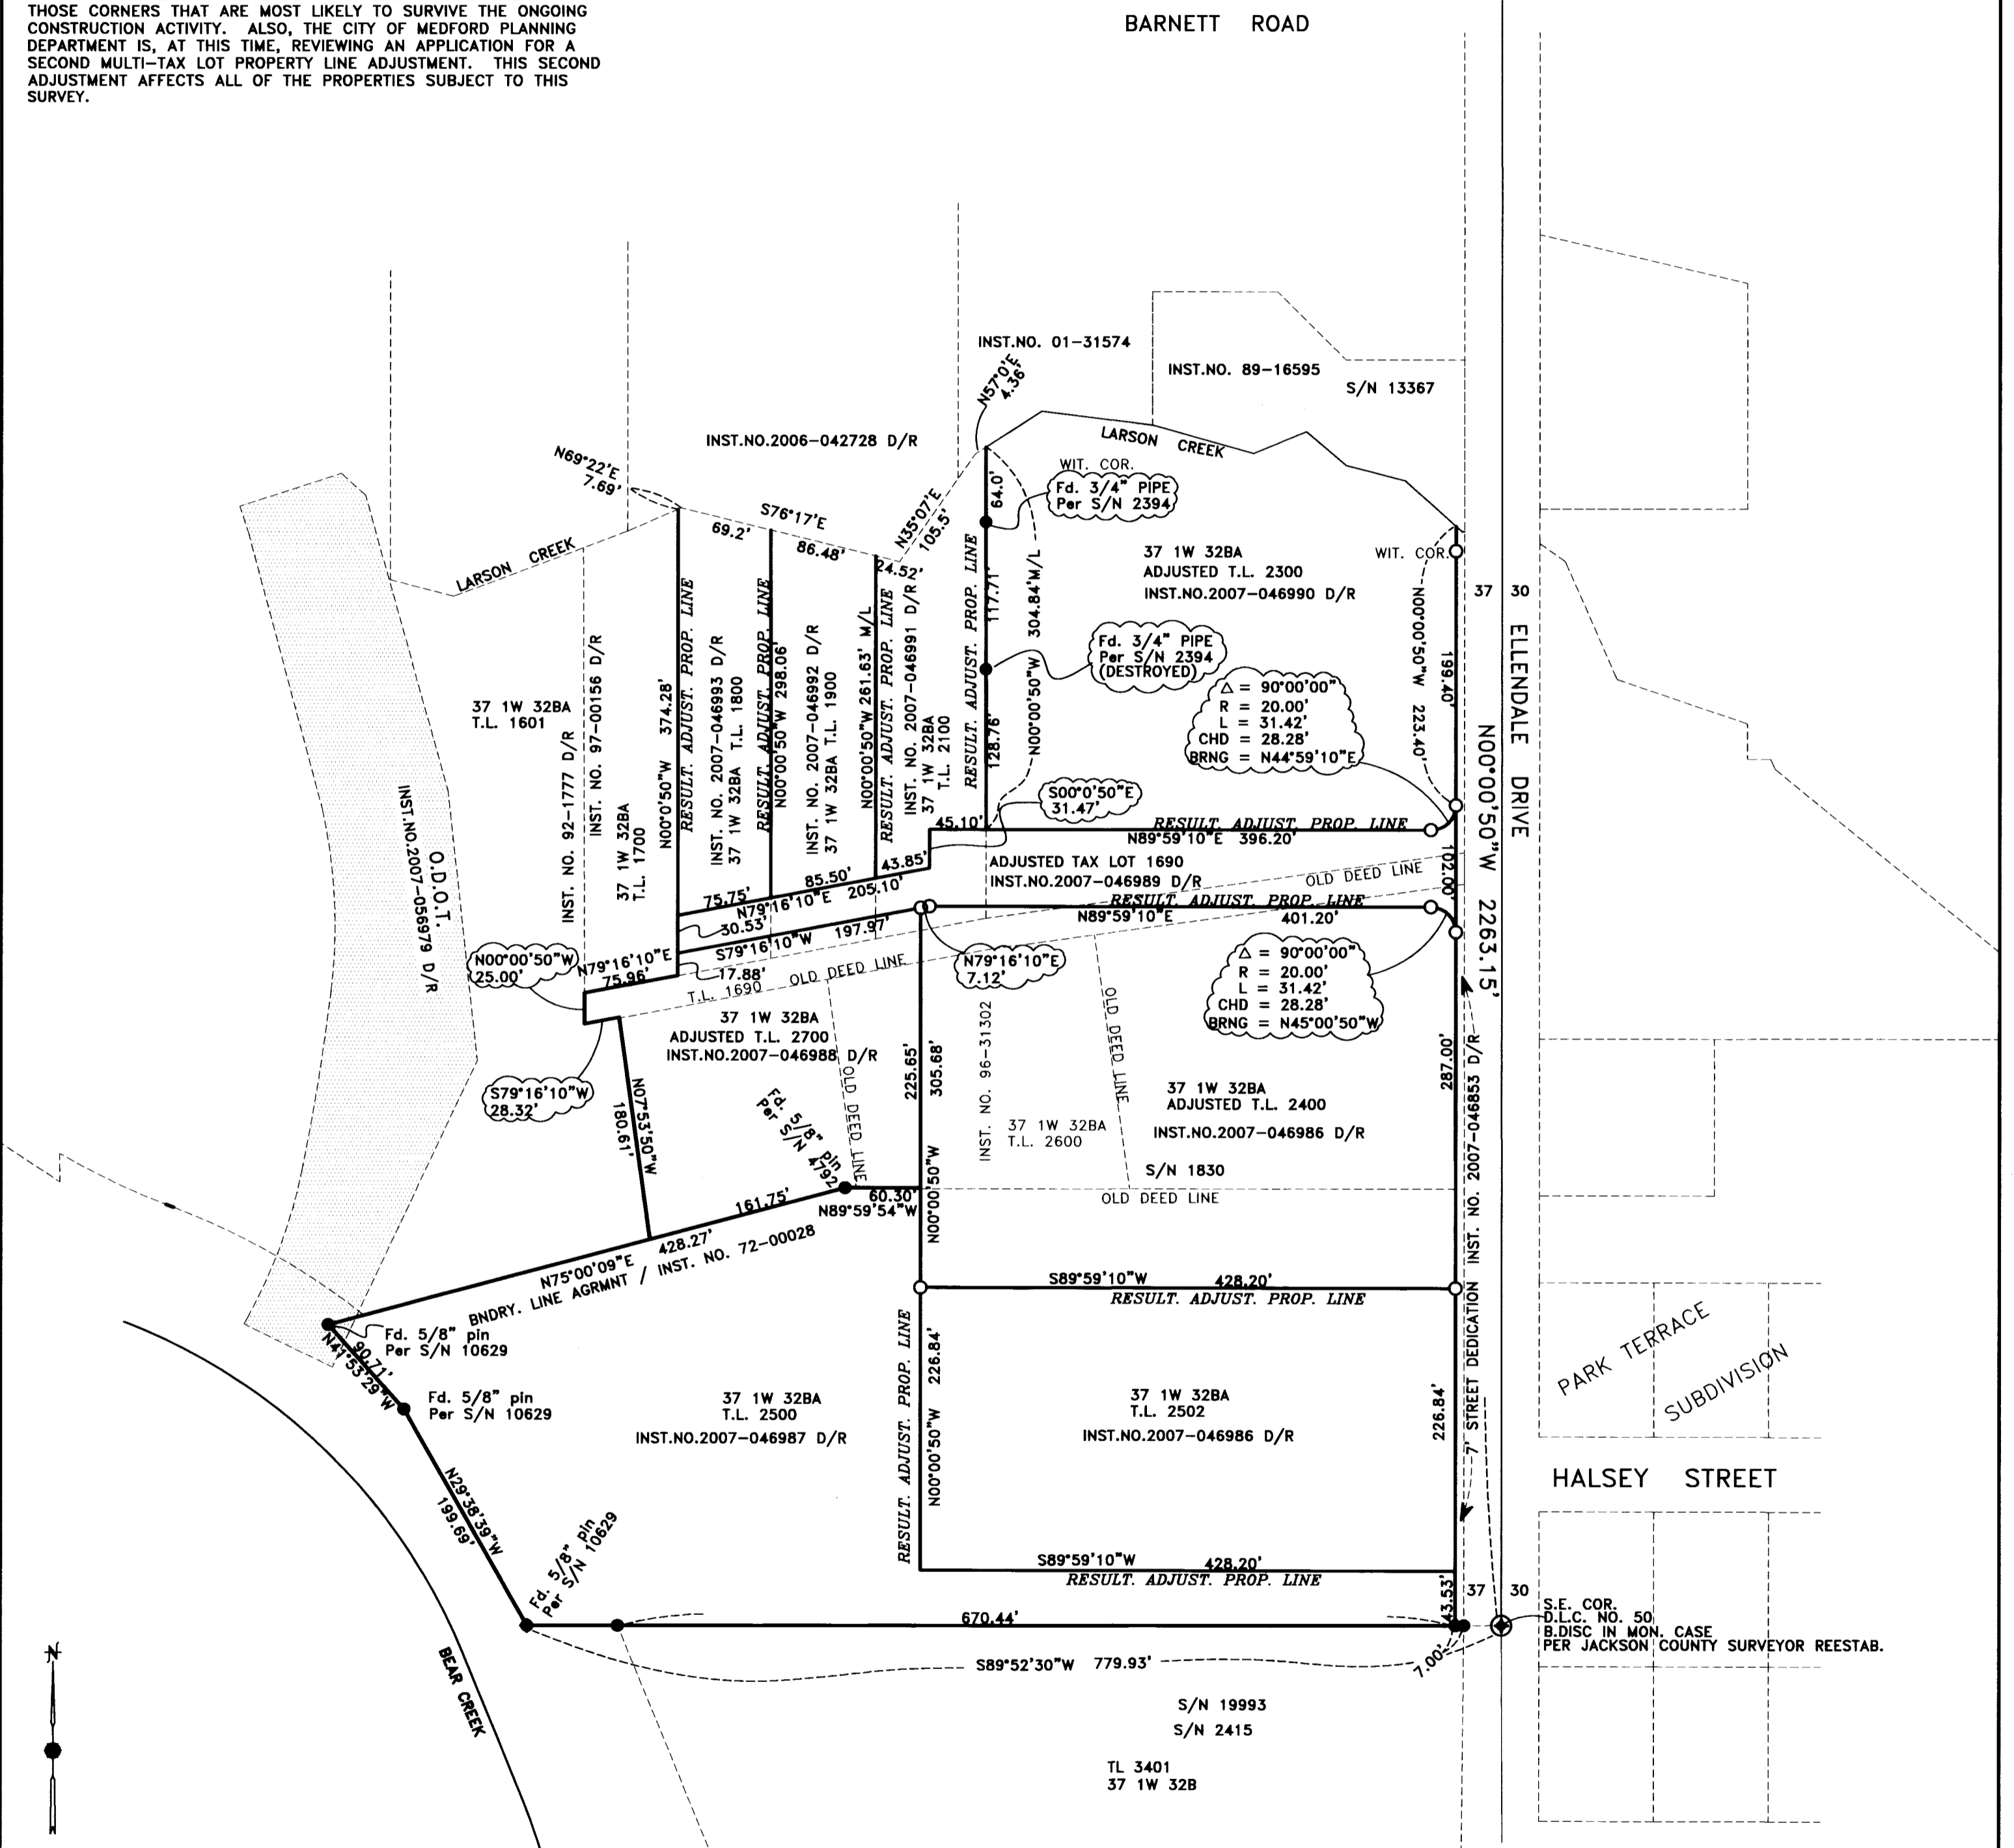 THOSE CORNERS THAT ARE MOST LIKELY TO SURVIVE THE ONGOING
CONSTRUCTION ACTIVITY. ALSO, THE CITY OF MEDFORD PLANNING
DEPARTMENT IS, AT THIS TIME, REVIEWING AN APPLICATION FOR A
SECOND MULTI-TAX LOT PROPERTY LINE ADJUSTMENT. THIS SECOND
ADJUSTMENT AFFECTS ALL OF THE PROPERTIES SUBJECT TO THIS
SURVEY.
BARNETT ROAD
INST.NO. 01-31574
INST.NO. 89-16595
S/N 13367
N57°0'E
4.36'
INST.NO.2006-042728 D/R
LARSON CREEK
N69°22'E
7.69'
S76°17'E
69.2'
86.48'
24.52'
N35°07'E
105.5'
64.0'
WIT. COR.
Fd. 3/4" PIPE
Per S/N 2394
LARSON CREEK
37 1W 32BA
ADJUSTED T.L. 2300
INST.NO.2007-046990 D/R
WIT. COR.
37
30
ELLENDALE DRIVE
N00°00'50"W 2263.15'
117.71'
304.84'M/L
N00°00'50"W
128.76'
RESULT. ADJUST. PROP. LINE
Fd. 3/4" PIPE
Per S/N 2394
(DESTROYED)
N00°00'50"W 223.40'
199.40'
Δ = 90°00'00"
R = 20.00'
L = 31.42'
CHD = 28.28'
BRNG = N44°59'10"E
37 1W 32BA
T.L. 1601
INST. NO. 92-1777 D/R
INST. NO. 97-00156 D/R
37 1W 32BA
T.L. 1700
N00°0'50"W 374.28'
RESULT. ADJUST. PROP. LINE
INST. NO. 2007-046993 D/R
37 1W 32BA T.L. 1800
RESULT. ADJUST. PROP. LINE
N00°00'50"W 298.06'
INST. NO. 2007-046992 D/R
37 1W 32BA T.L. 1900
N00°00'50"W 261.63' M/L
RESULT. ADJUST. PROP. LINE
INST. NO. 2007-046991 D/R
37 1W 32BA
T.L. 2100
O.D.O.T.
INST.NO.2007-056979 D/R
S00°0'50"E
31.47'
45.10'
RESULT. ADJUST. PROP. LINE
N89°59'10"E 396.20'
102.00'
43.85'
85.50'
75.75'
N79°16'10"E 205.10'
30.53'
ADJUSTED TAX LOT 1690
INST.NO.2007-046989 D/R
OLD DEED LINE
RESULT. ADJUST. PROP. LINE
N89°59'10"E
401.20'
S79°16'10"W 197.97'
N00°00'50"W
25.00'
N79°16'10"E
75.96'
17.88'
T.L. 1690
OLD DEED LINE
N79°16'10"E
7.12'
Δ = 90°00'00"
R = 20.00'
L = 31.42'
CHD = 28.28'
BRNG = N45°00'50"W
37 1W 32BA
ADJUSTED T.L. 2700
INST.NO.2007-046988 D/R
OLD DEED LINE
S79°16'10"W
28.32'
N07°53'50"W
180.61'
Fd. 5/8" pin
Per S/N 4792
225.65'
305.68'
N00°00'50"W
INST. NO. 96-31302
37 1W 32BA
T.L. 2600
OLD DEED LINE
37 1W 32BA
ADJUSTED T.L. 2400
INST.NO.2007-046986 D/R
S/N 1830
OLD DEED LINE
287.00'
7' STREET DEDICATION INST. NO. 2007-046853 D/R
161.75'
60.30'
N89°59'54"W
428.27'
N75°00'09"E
BNDRY. LINE AGRMNT / INST. NO. 72-00028
S89°59'10"W 428.20'
RESULT. ADJUST. PROP. LINE
Fd. 5/8" pin
Per S/N 10629
90.71'
N41°53'29"W
Fd. 5/8" pin
Per S/N 10629
37 1W 32BA
T.L. 2500
INST.NO.2007-046987 D/R
RESULT. ADJUST. PROP. LINE
N00°00'50"W 226.84'
37 1W 32BA
T.L. 2502
INST.NO.2007-046986 D/R
226.84'
PARK TERRACE
SUBDIVISION
HALSEY STREET
N29°38'39"W
199.69'
Fd. 5/8" pin
Per S/N 10629
S89°59'10"W 428.20'
RESULT. ADJUST. PROP. LINE
43.53'
37
30
S.E. COR.
D.L.C. NO. 50
B.DISC IN MON. CASE
PER JACKSON COUNTY SURVEYOR REESTAB.
670.44'
S89°52'30"W 779.93'
7.00'
BEAR CREEK
N
S/N 19993
S/N 2415
TL 3401
37 1W 32B